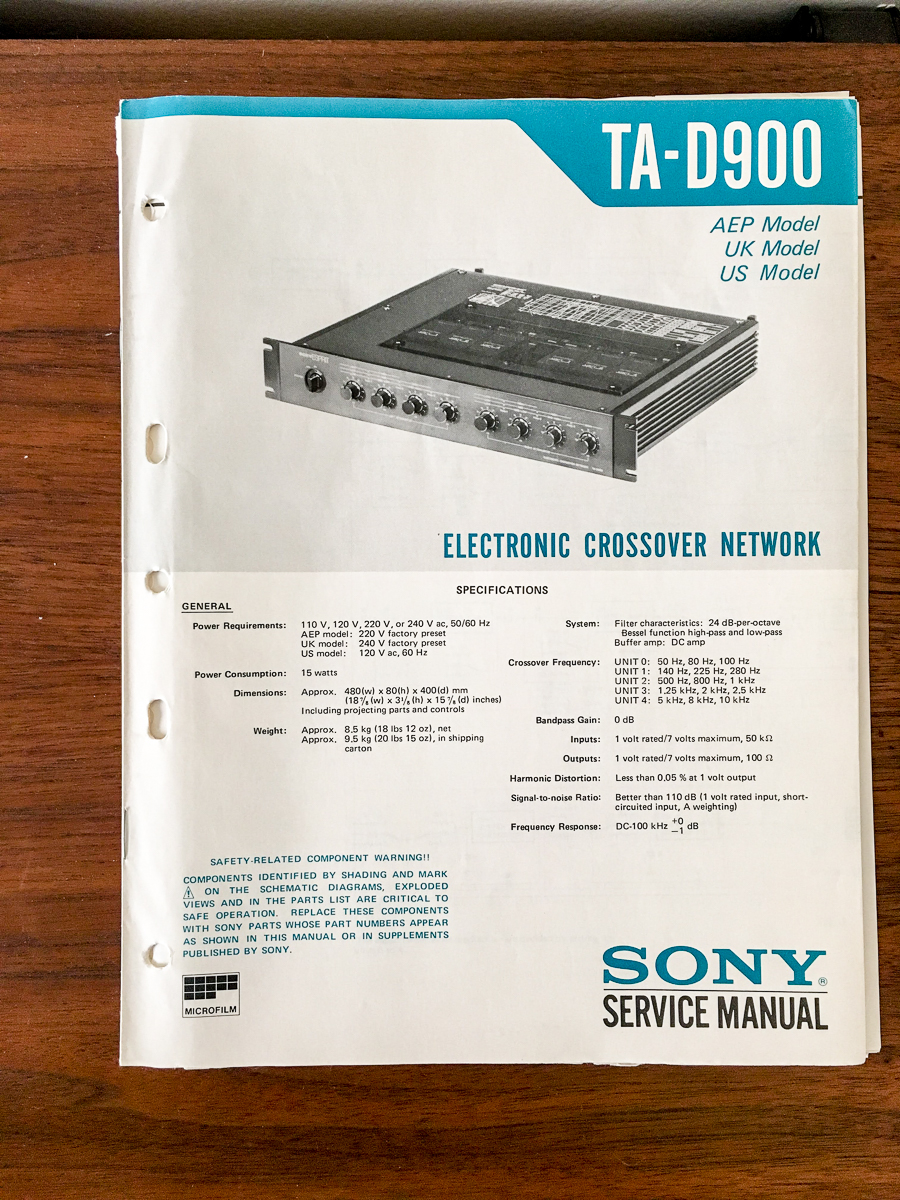 TA-D900
AEP Model
UK Model
US Model
ESPRIT
ELECTRONIC CROSSOVER NETWORK
SPECIFICATIONS
GENERAL
Power Requirements: 110 V, 120 V, 220 V, or 240 V ac, 50/60 Hz
AEP model: 220 V factory preset
UK model: 240 V factory preset
US model: 120 V ac, 60 Hz
Power Consumption: 15 watts
Dimensions: Approx. 480(w) x 80(h) x 400(d) mm
(18 7/8 (w) x 3 1/8 (h) x 15 7/8 (d) inches)
Including projecting parts and controls
Weight: Approx. 8.5 kg (18 lbs 12 oz), net
Approx. 9.5 kg (20 lbs 15 oz), in shipping
carton
System: Filter characteristics: 24 dB-per-octave
Bessel function high-pass and low-pass
Buffer amp: DC amp
Crossover Frequency: UNIT 0: 50 Hz, 80 Hz, 100 Hz
UNIT 1: 140 Hz, 225 Hz, 280 Hz
UNIT 2: 500 Hz, 800 Hz, 1 kHz
UNIT 3: 1.25 kHz, 2 kHz, 2.5 kHz
UNIT 4: 5 kHz, 8 kHz, 10 kHz
Bandpass Gain: 0 dB
Inputs: 1 volt rated/7 volts maximum, 50 kΩ
Outputs: 1 volt rated/7 volts maximum, 100 Ω
Harmonic Distortion: Less than 0.05 % at 1 volt output
Signal-to-noise Ratio: Better than 110 dB (1 volt rated input, short-
circuited input, A weighting)
Frequency Response: DC-100 kHz +0 −1 dB
SAFETY-RELATED COMPONENT WARNING!!
COMPONENTS IDENTIFIED BY SHADING AND MARK
⚠ ON THE SCHEMATIC DIAGRAMS, EXPLODED
VIEWS AND IN THE PARTS LIST ARE CRITICAL TO
SAFE OPERATION. REPLACE THESE COMPONENTS
WITH SONY PARTS WHOSE PART NUMBERS APPEAR
AS SHOWN IN THIS MANUAL OR IN SUPPLEMENTS
PUBLISHED BY SONY.
MICROFILM
SONY®
SERVICE MANUAL